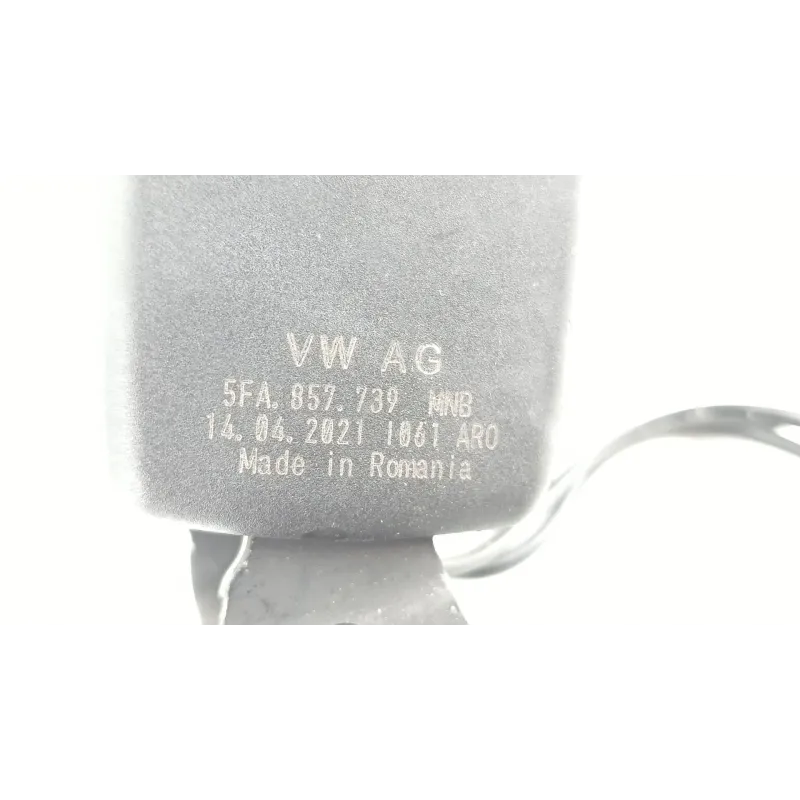 VW AG
5FA.857.739 MNB
14.04.2021 1061 ARO
Made in Romania